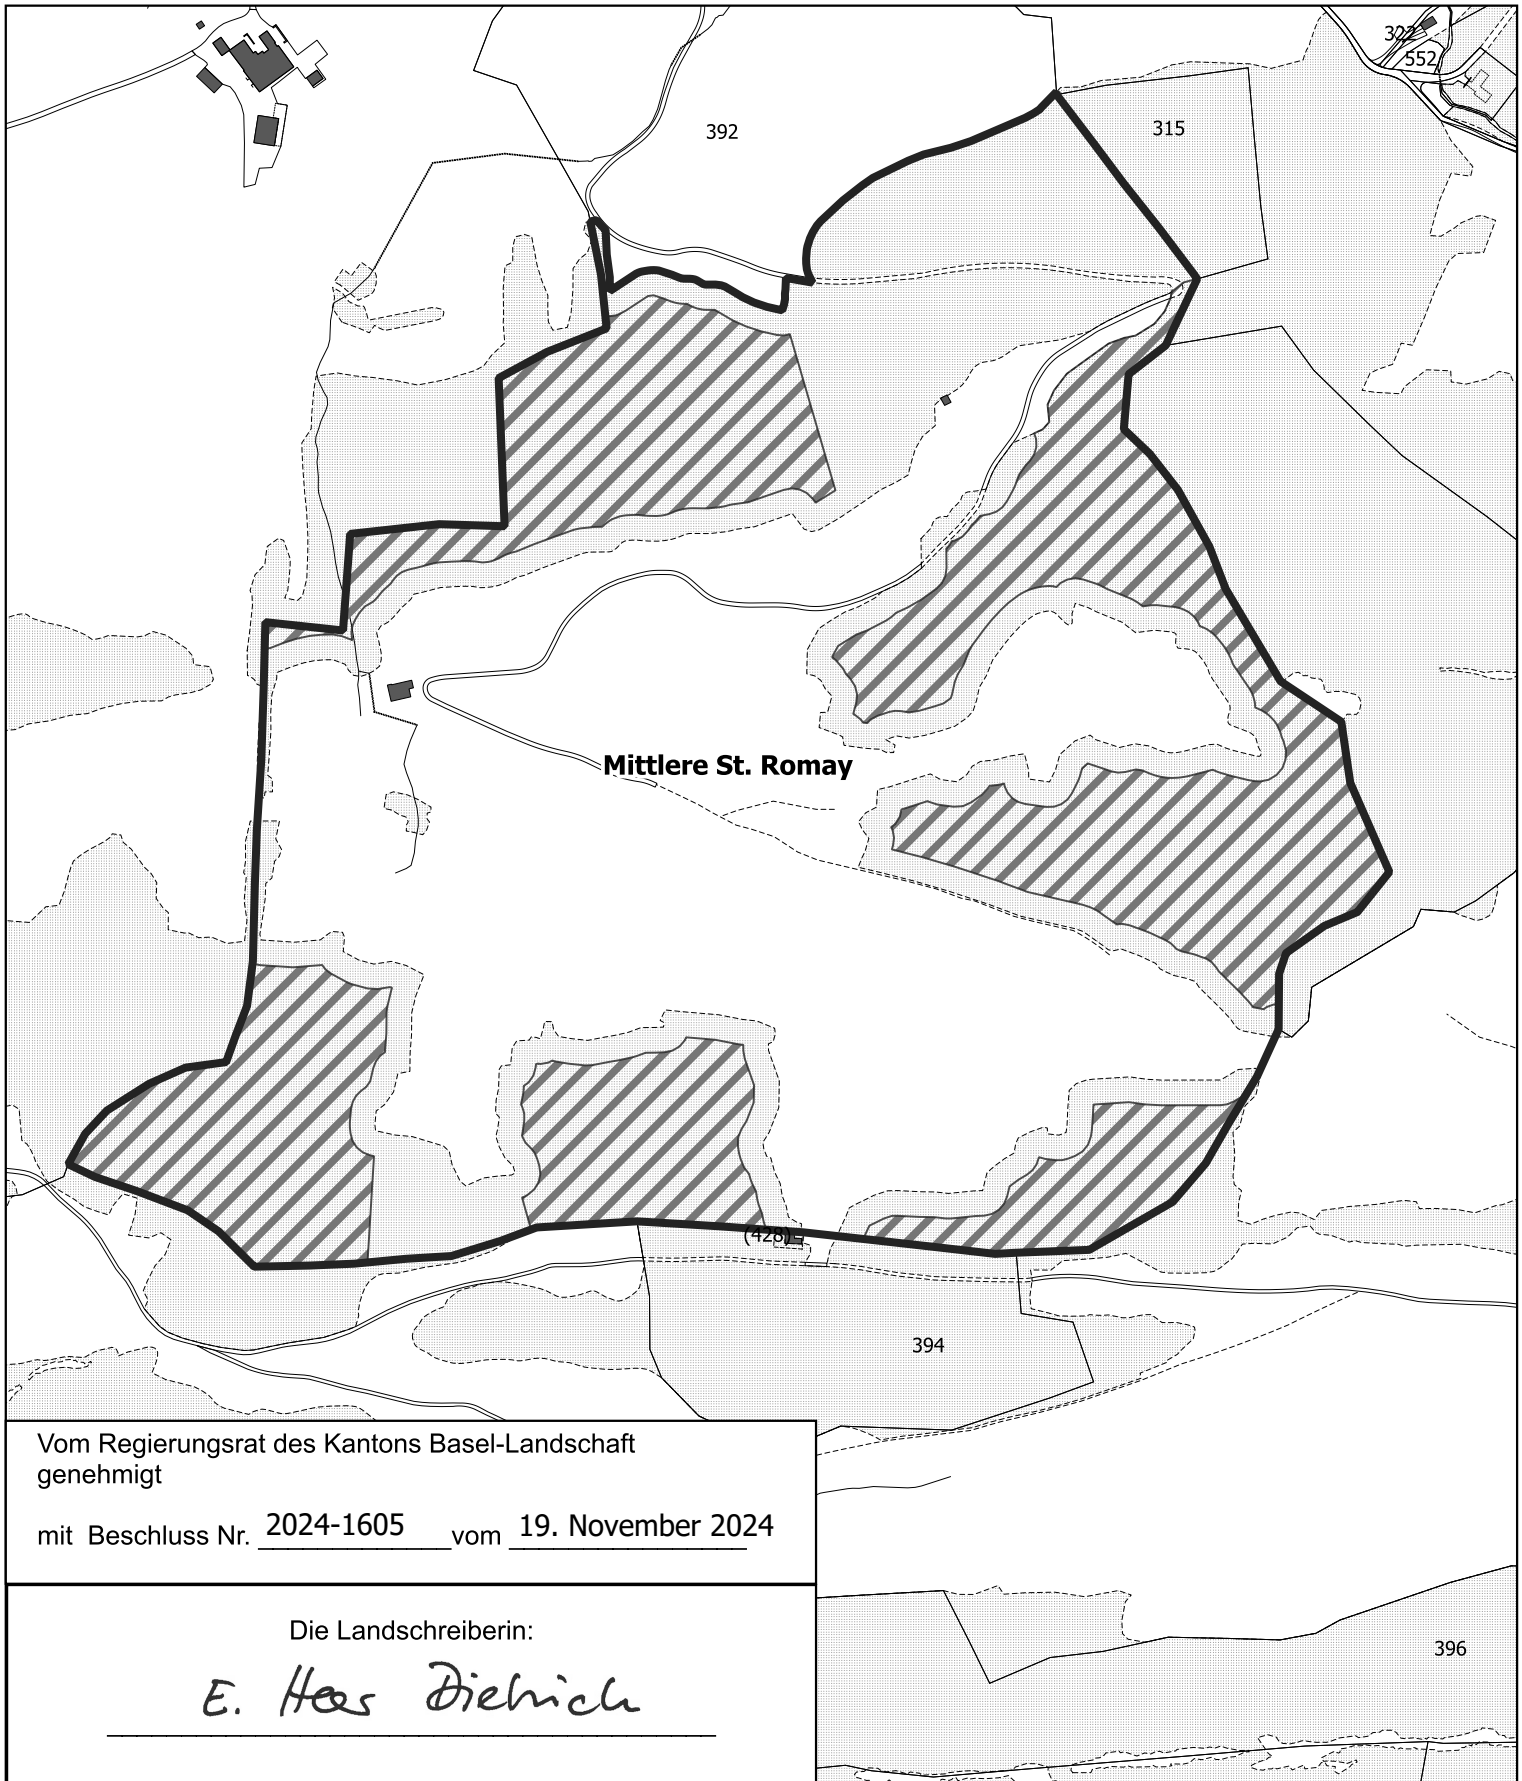 322
552
392
315
Mittlere St. Romay
(428)
394
Vom Regierungsrat des Kantons Basel-Landschaft
genehmigt
mit Beschluss Nr. 2024-1605 vom 19. November 2024
Die Landschreiberin:
E. Heer Dietrich
396